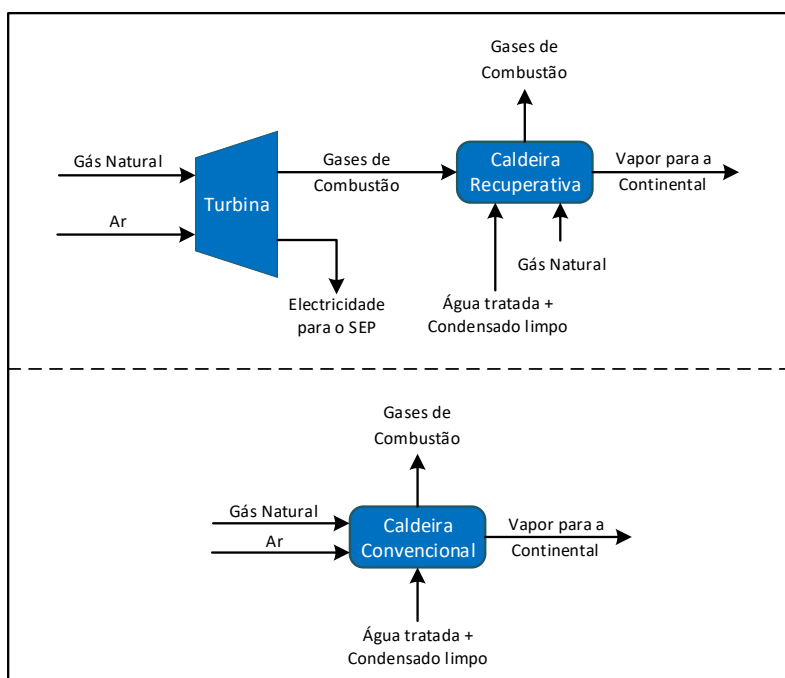 Gases de
Combustão
Gás Natural
Ar
Turbina
Gases de
Combustão
Electricidade
para o SEP
Caldeira
Recuperativa
Vapor para a
Continental
Gás Natural
Água tratada +
Condensado limpo
Gases de
Combustão
Gás Natural
Ar
Caldeira
Convencional
Vapor para a
Continental
Água tratada +
Condensado limpo